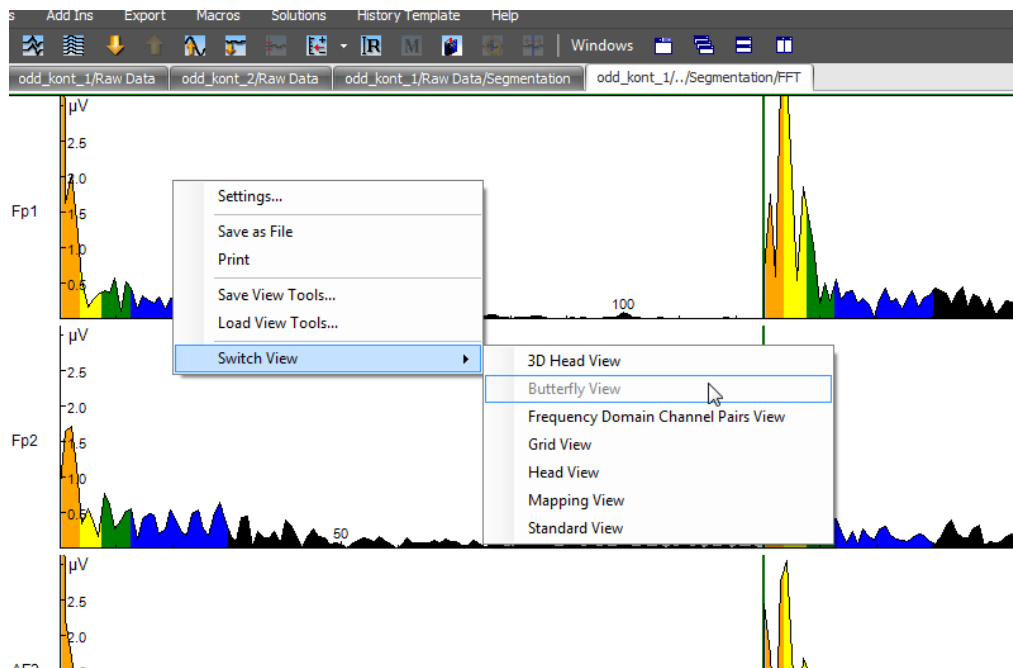 s Add Ins Export Macros Solutions History Template Help
R M Windows
odd_kont_1/Raw Data odd_kont_2/Raw Data odd_kont_1/Raw Data/Segmentation odd_kont_1/../Segmentation/FFT
µV
2.5
2.0
Fp1
1.5
1.0
0.5
100
Settings...
Save as File
Print
Save View Tools...
Load View Tools...
Switch View
3D Head View
Butterfly View
Frequency Domain Channel Pairs View
Grid View
Head View
Mapping View
Standard View
µV
2.5
2.0
Fp2
1.5
1.0
0.5
50
µV
2.5
2.0